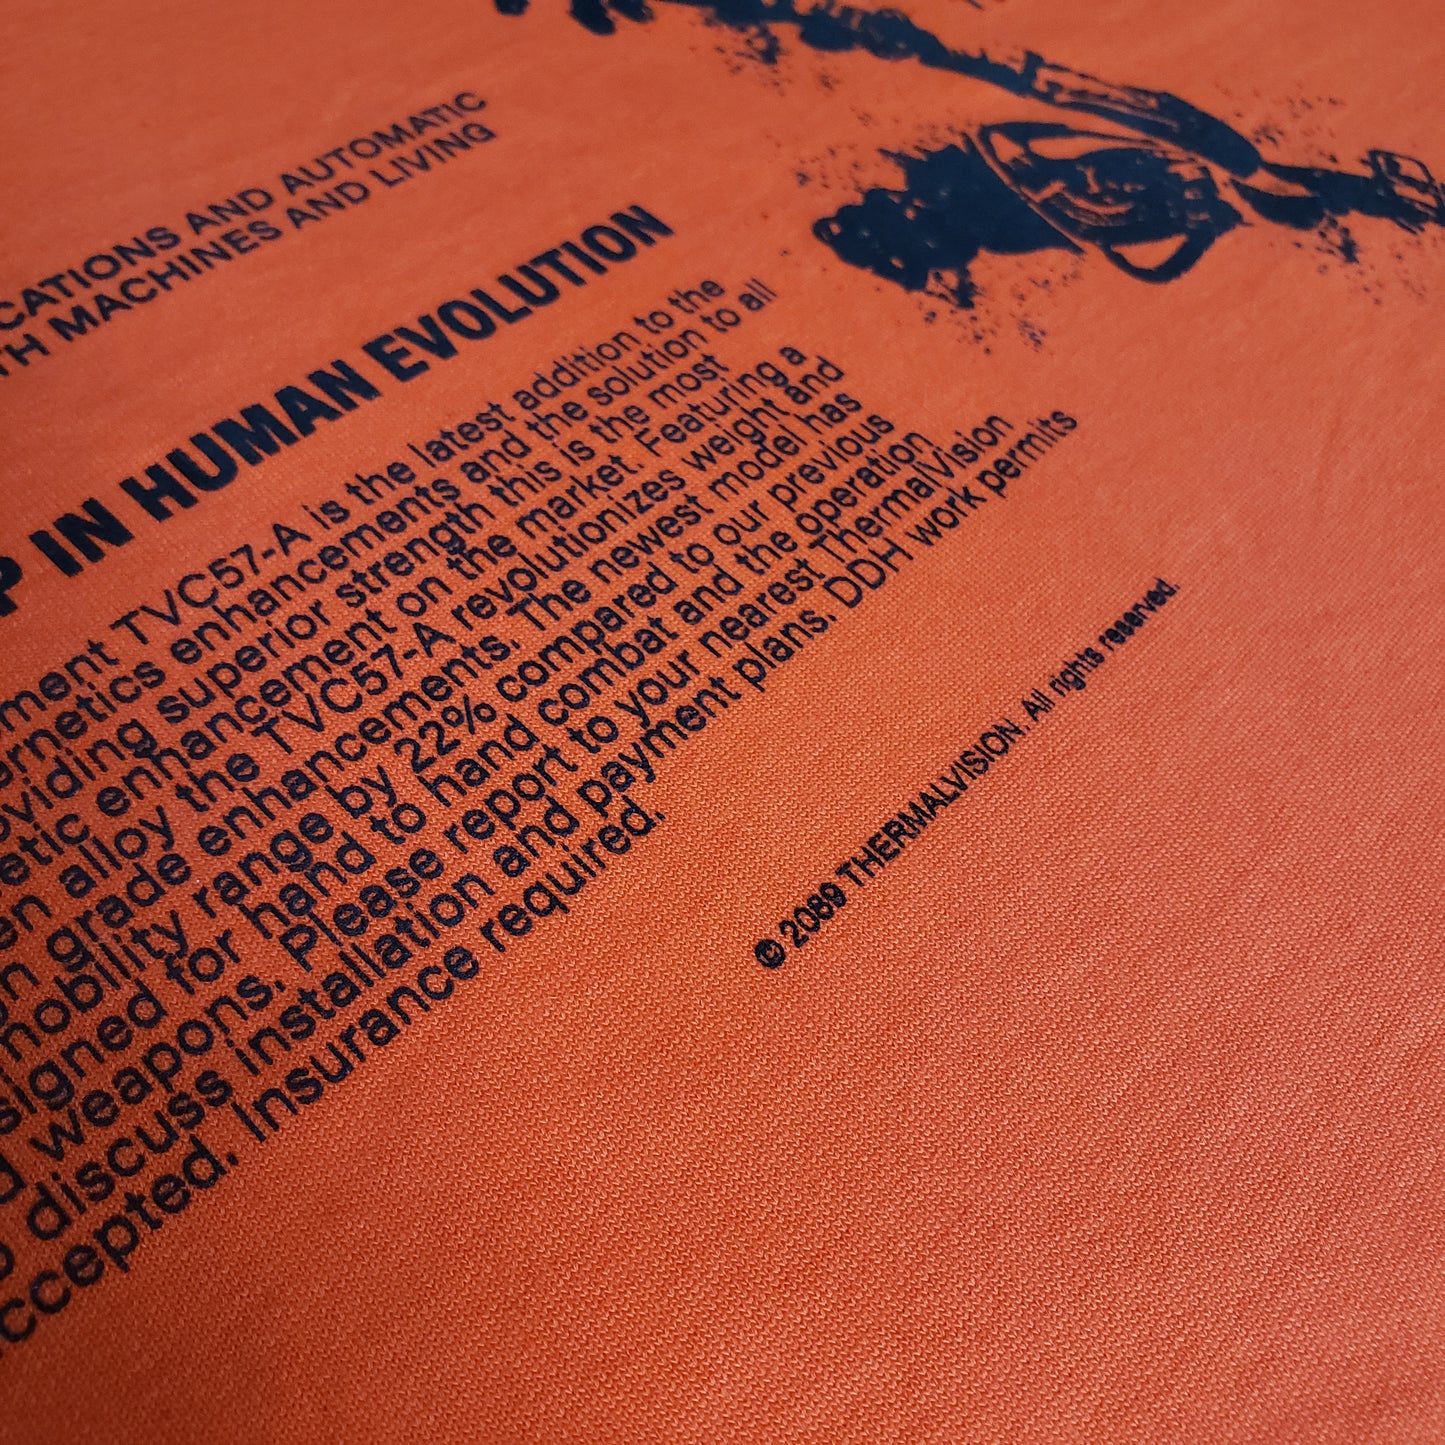 CATIONS AND AUTOMATIC
TH MACHINES AND LIVING
P IN HUMAN EVOLUTION
ment TVC57-A is the latest addition to the
ernetics enhancements and the solution to all
oviding superior strength this is the most
etic enhancement on the market. Featuring a
en alloy the TVC57-A revolutionizes weight and
on grade enhancements. The newest model has
mobility range by 22% compared to our previous
signed for hand to hand combat and the operation
d weapons. Please report to your nearest ThermalVision
o discuss installation and payment plans. DDH work permits
ccepted. Insurance required.
© 2089 THERMALVISION. All rights reserved.